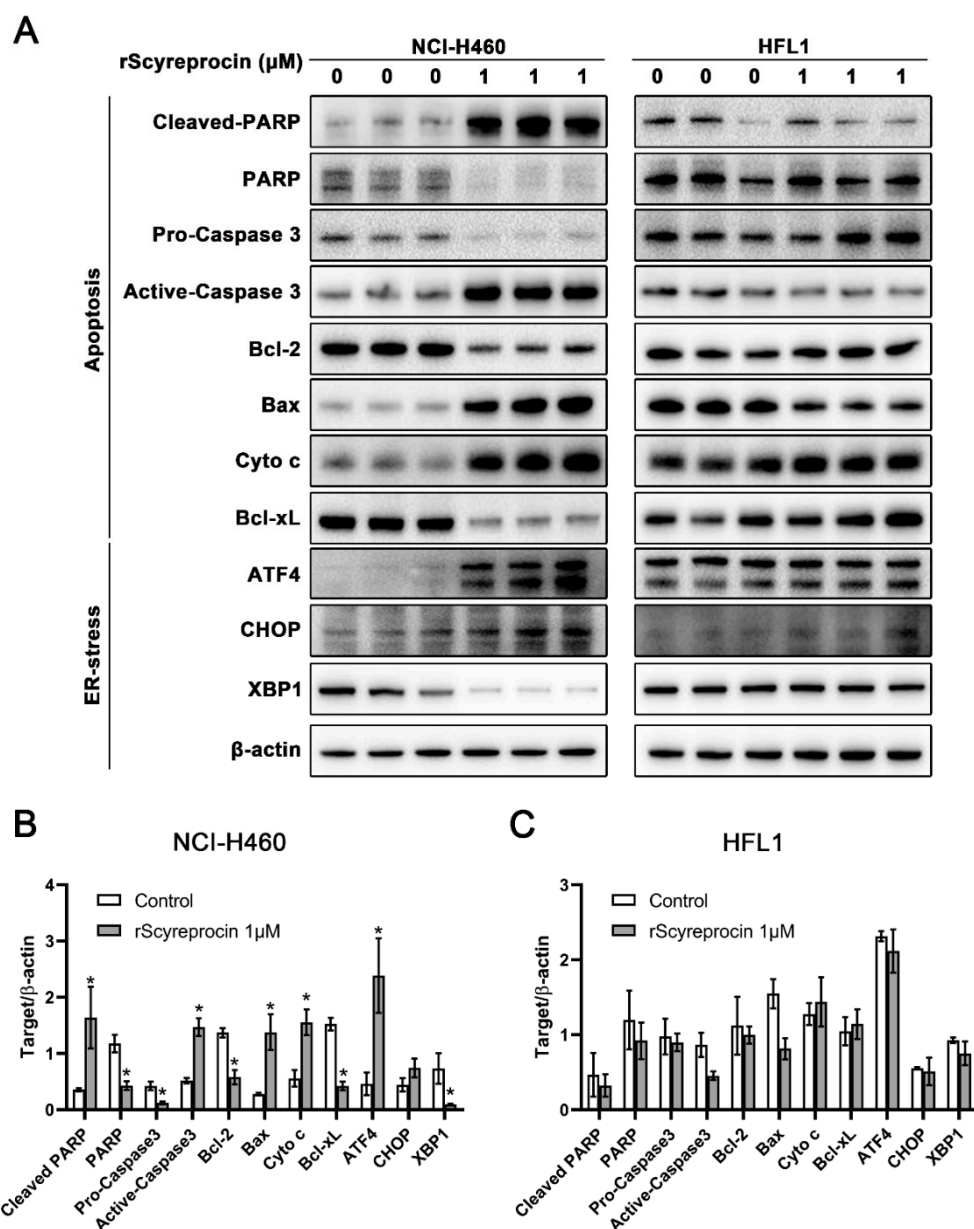 A
NCI-H460 HFL1
rScyreprocin (μM) 0 0 0 1 1 1 0 0 0 1 1 1
Apoptosis
Cleaved-PARP
PARP
Pro-Caspase 3
Active-Caspase 3
Bcl-2
Bax
Cyto c
Bcl-xL
ER-stress
ATF4
CHOP
XBP1
β-actin
B
NCI-H460
Target/β-actin
4
3
2
1
0
Control
rScyreprocin 1μM
* * * * * * * * * *
Cleaved PARP
PARP
Pro-Caspase3
Active-Caspase3
Bcl-2
Bax
Cyto c
Bcl-xL
ATF4
CHOP
XBP1
C
HFL1
Target/β-actin
3
2
1
0
Control
rScyreprocin 1μM
Cleaved PARP
PARP
Pro-Caspase3
Active-Caspase3
Bcl-2
Bax
Cyto c
Bcl-xL
ATF4
CHOP
XBP1